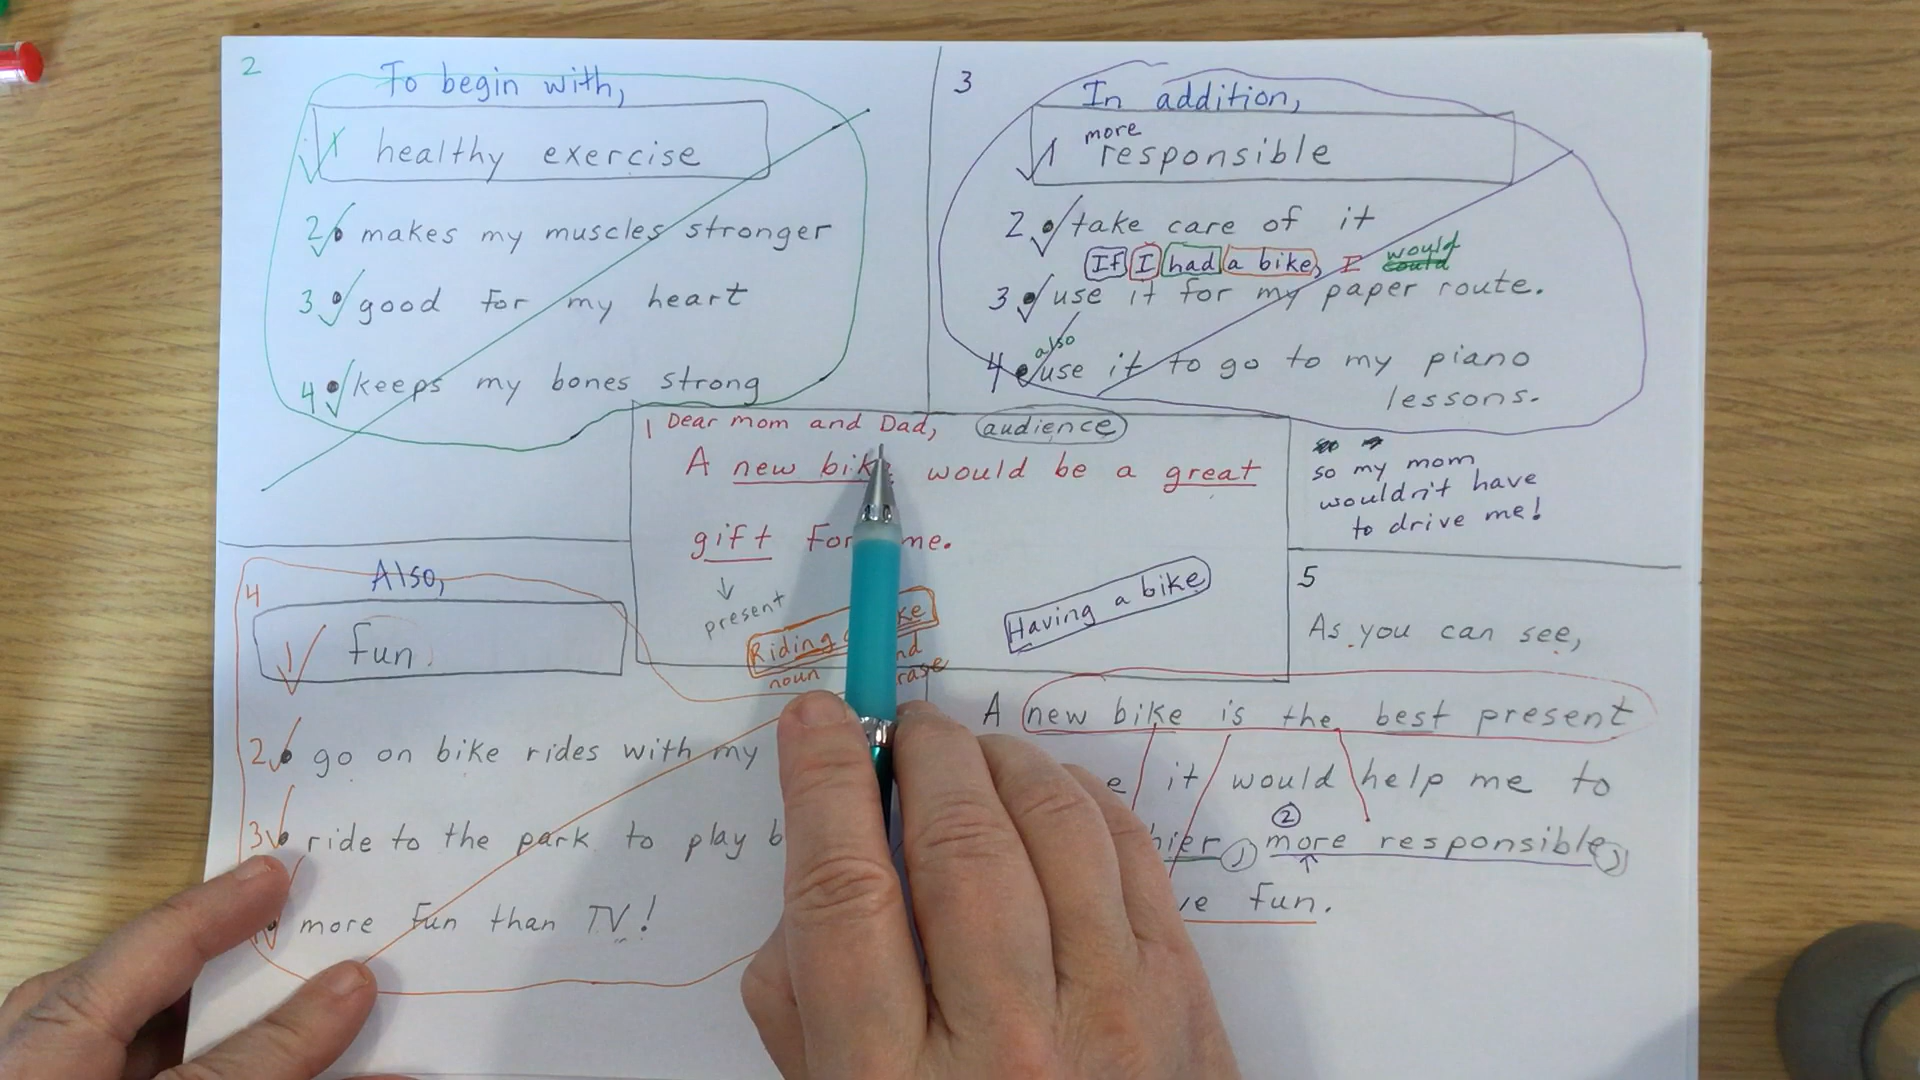 2
To begin with,
1 healthy exercise
2 makes my muscles stronger
3 good for my heart
4 keeps my bones strong
3
In addition,
more
1 responsible
2 take care of it
would
If I had a bike, I could
3 use it for my paper route.
also
4 use it to go to my piano
lessons.
so my mom
wouldn't have
to drive me!
1 Dear mom and Dad, audience
A new bike would be a great
gift for me.
present
Riding
noun
Having a bike
4
Also,
1 fun
2 go on bike rides with my
3 ride to the park to play
more fun than TV!
5
As you can see,
A new bike is the best present
it would help me to
2
more responsible,
fun.